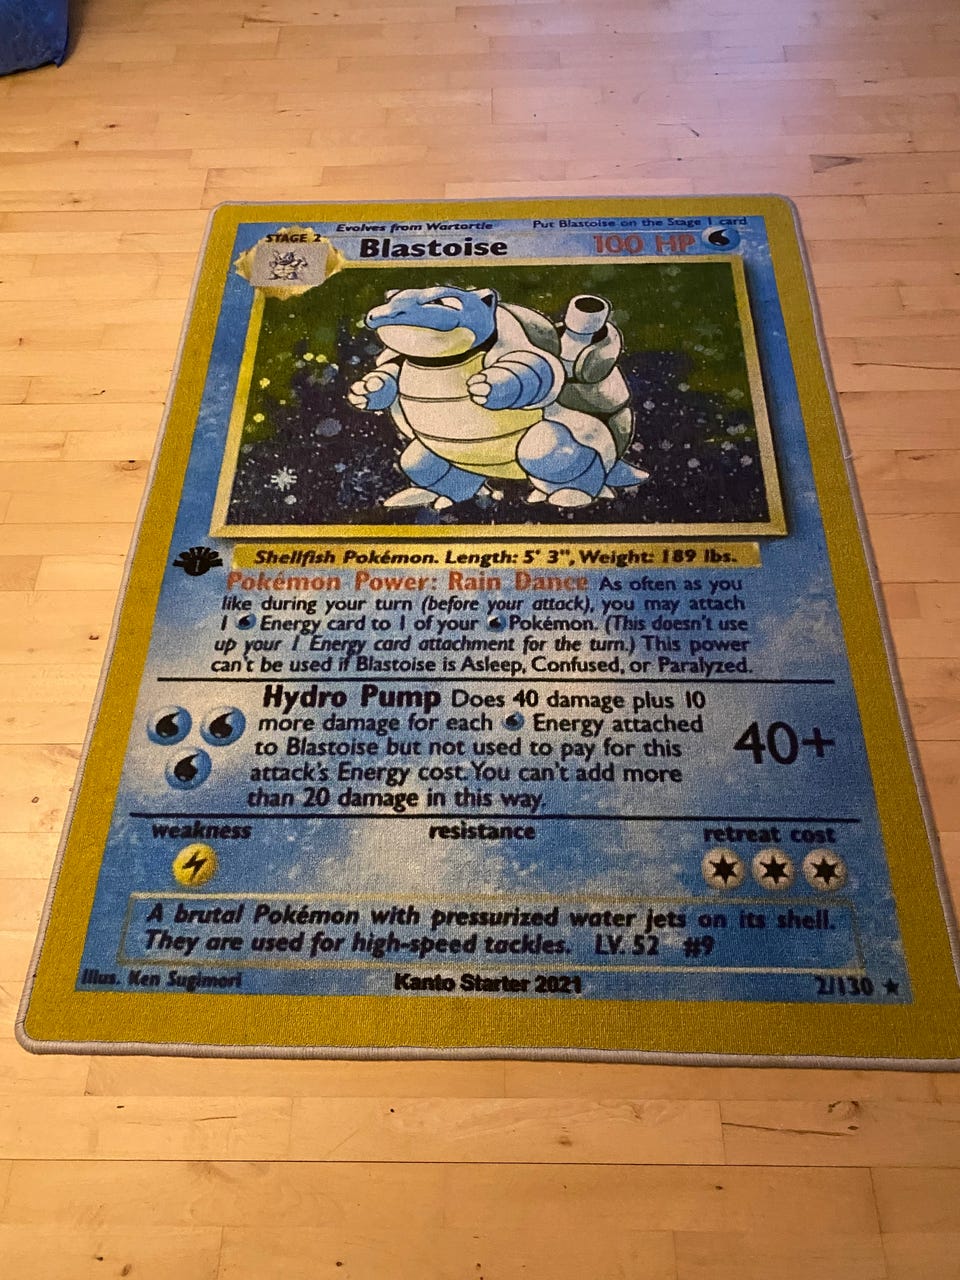 Evolves from Wartortle Put Blastoise on the Stage 1 card
STAGE 2 Blastoise 100 HP
Shellfish Pokémon. Length: 5' 3", Weight: 189 lbs.
Pokémon Power: Rain Dance As often as you
like during your turn (before your attack), you may attach
1 Energy card to 1 of your Pokémon. (This doesn't use
up your 1 Energy card attachment for the turn.) This power
can't be used if Blastoise is Asleep, Confused, or Paralyzed.
Hydro Pump Does 40 damage plus 10
more damage for each Energy attached
to Blastoise but not used to pay for this
attack's Energy cost. You can't add more
than 20 damage in this way.
40+
weakness resistance retreat cost
A brutal Pokémon with pressurized water jets on its shell.
They are used for high-speed tackles. LV. 52 #9
Illus. Ken Sugimori Kanto Starter 2021 2/130